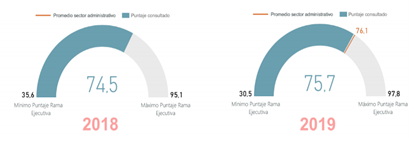 Promedio sector administrativo Puntaje consultado
74,5
35,6
95,1
Mínimo Puntaje Rama
Ejecutiva
Máximo Puntaje Rama
Ejecutiva
2018
Promedio sector administrativo Puntaje consultado
76,1
75,7
30,5
97,8
Mínimo Puntaje Rama
Ejecutiva
Máximo Puntaje Rama
Ejecutiva
2019